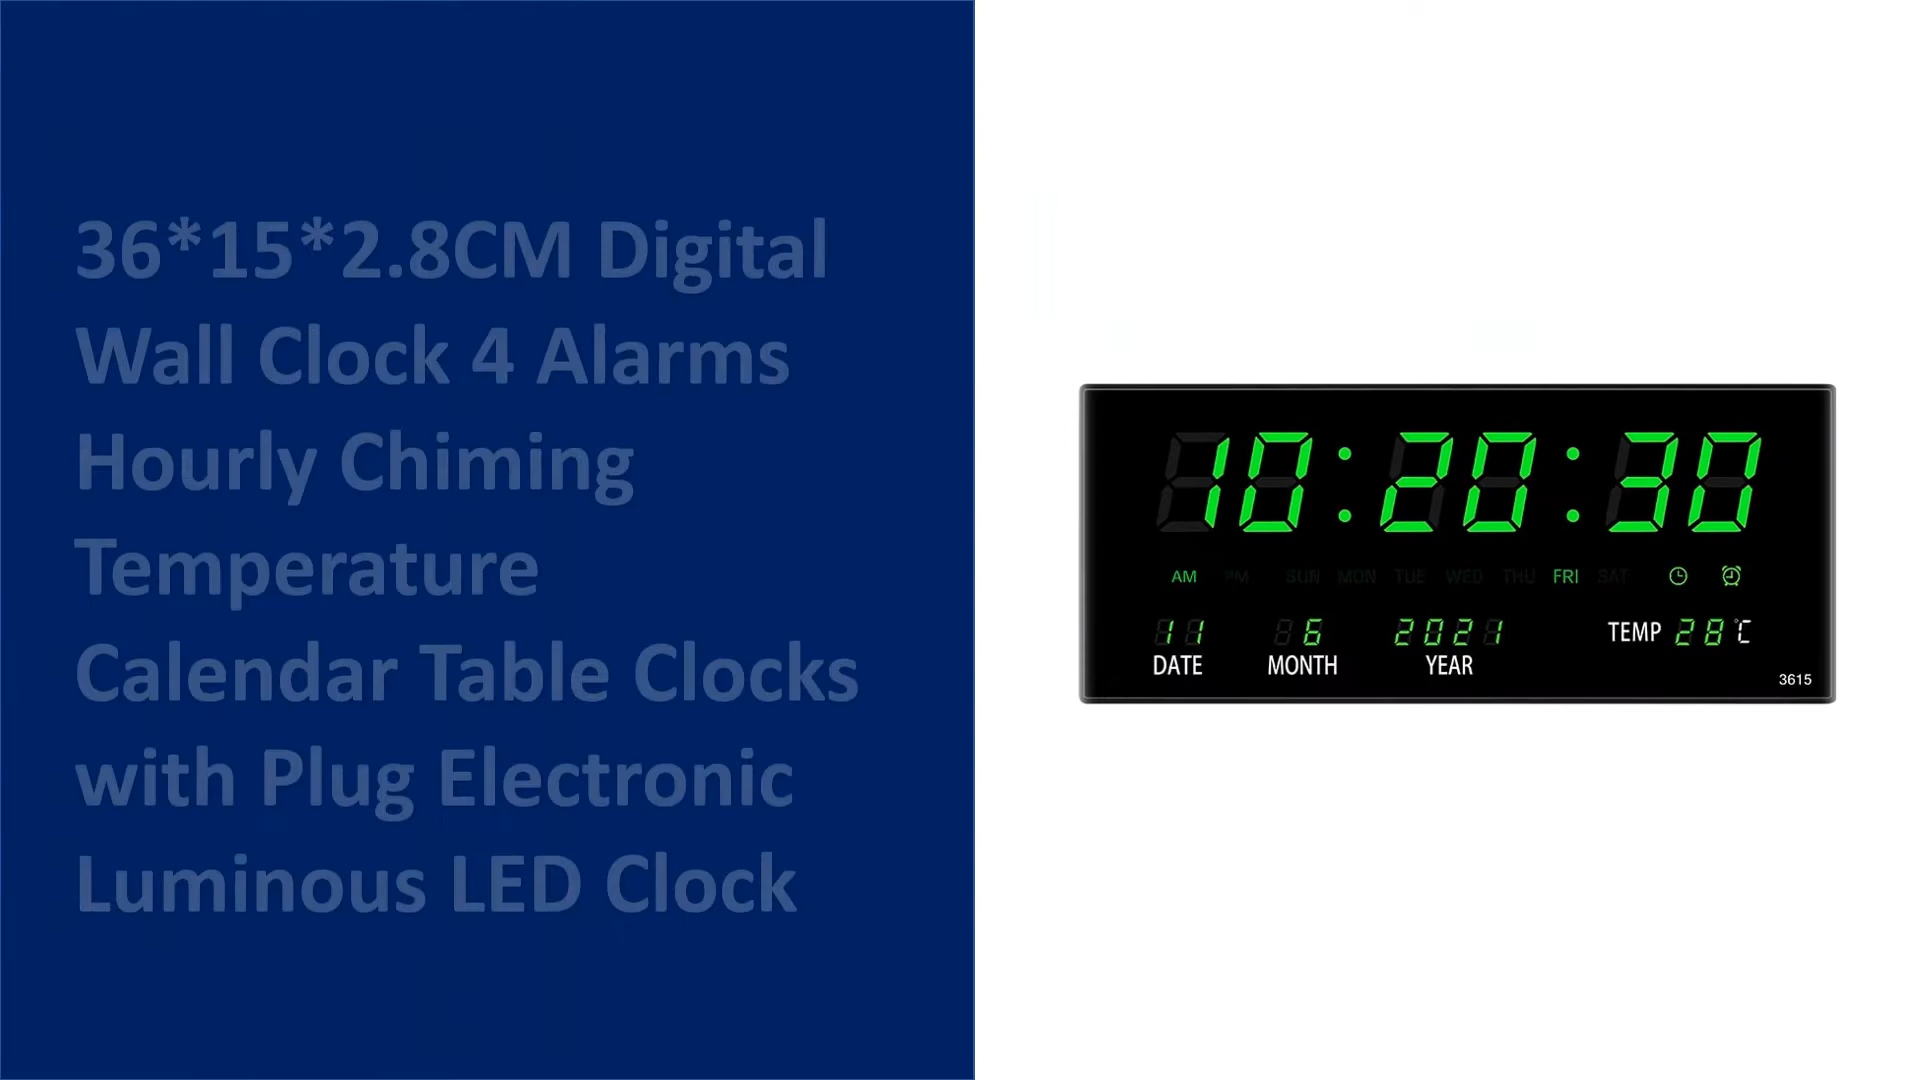 36*15*2.8CM Digital
Wall Clock 4 Alarms
Hourly Chiming
Temperature
Calendar Table Clocks
with Plug Electronic
Luminous LED Clock
10:20:30
AM PM SUN MON TUE WED THU FRI SAT
11 6 2021 TEMP 28°C
DATE MONTH YEAR
3615